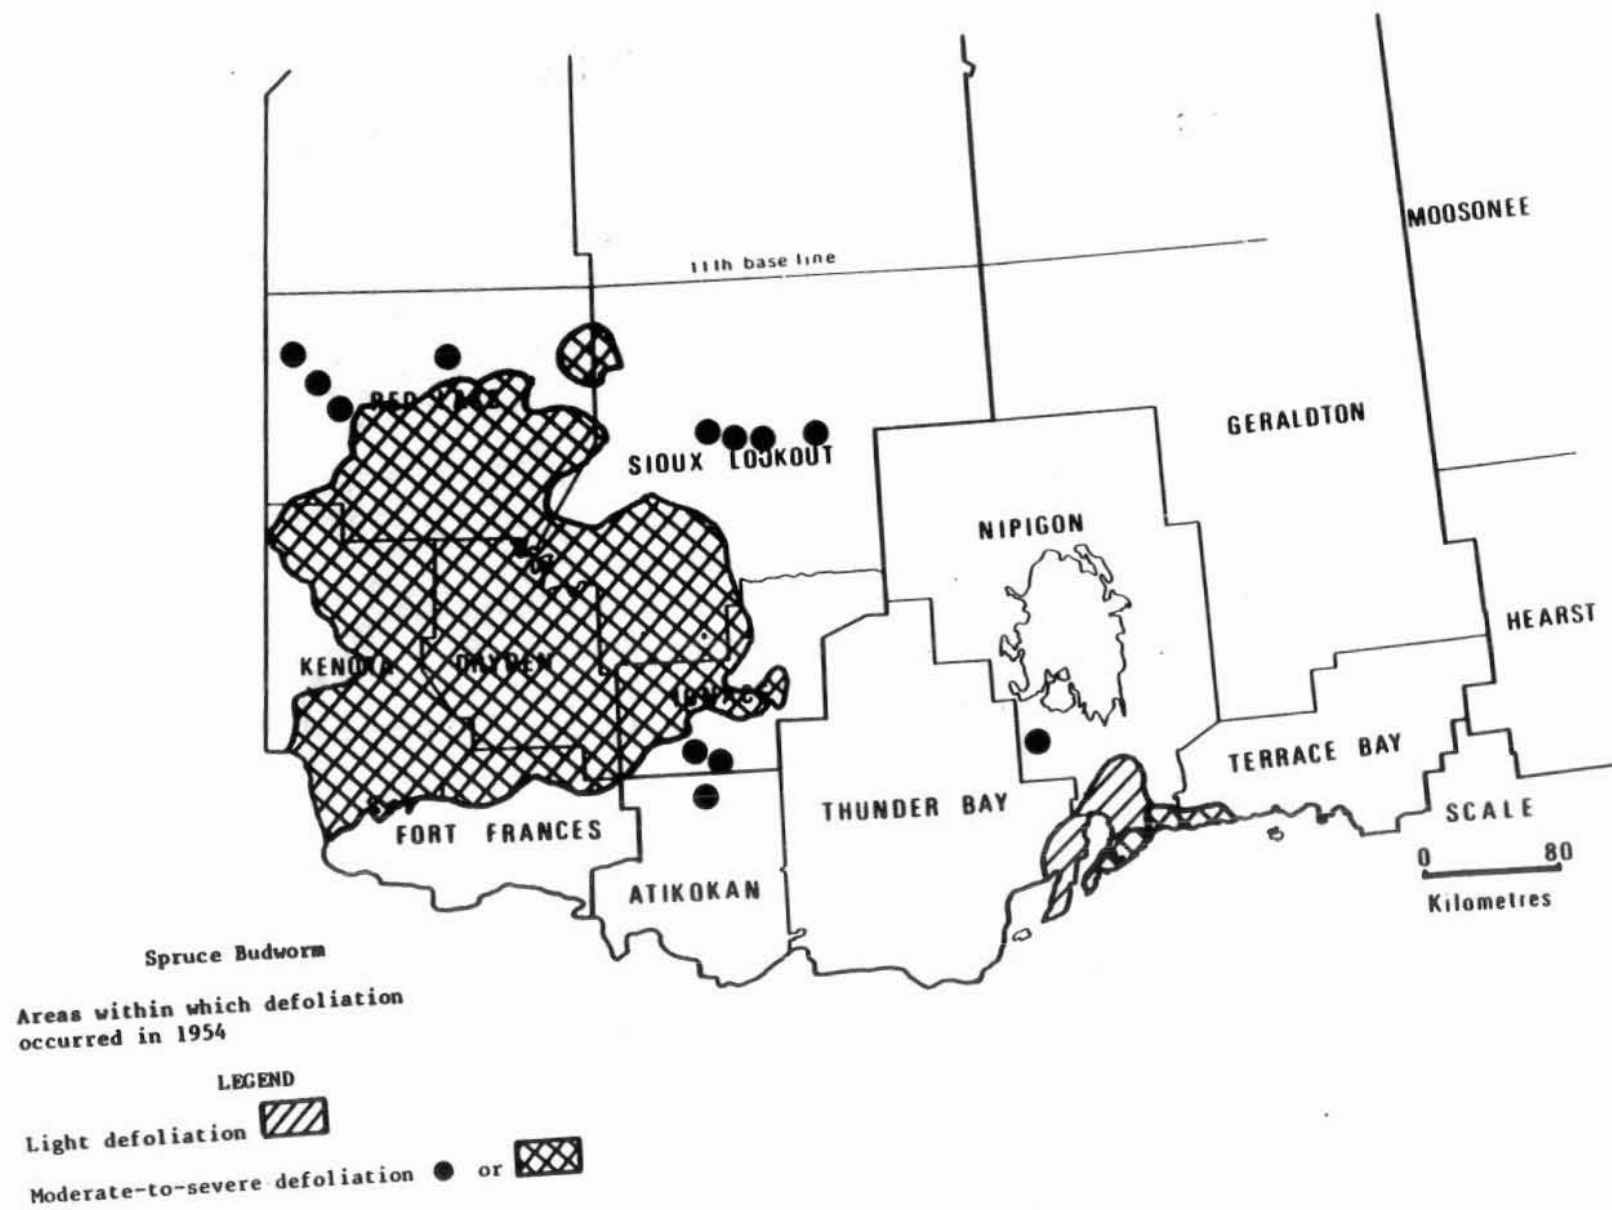 MOOSONEE
11th base line
RED LAKE
GERALDTON
SIOUX LOOKOUT
NIPIGON
HEARST
KENORA
DRYDEN
TERRACE BAY
THUNDER BAY
SCALE
FORT FRANCES
0 80
ATIKOKAN
Kilometres
Spruce Budworm
Areas within which defoliation
occurred in 1954
LEGEND
Light defoliation
Moderate-to-severe defoliation or